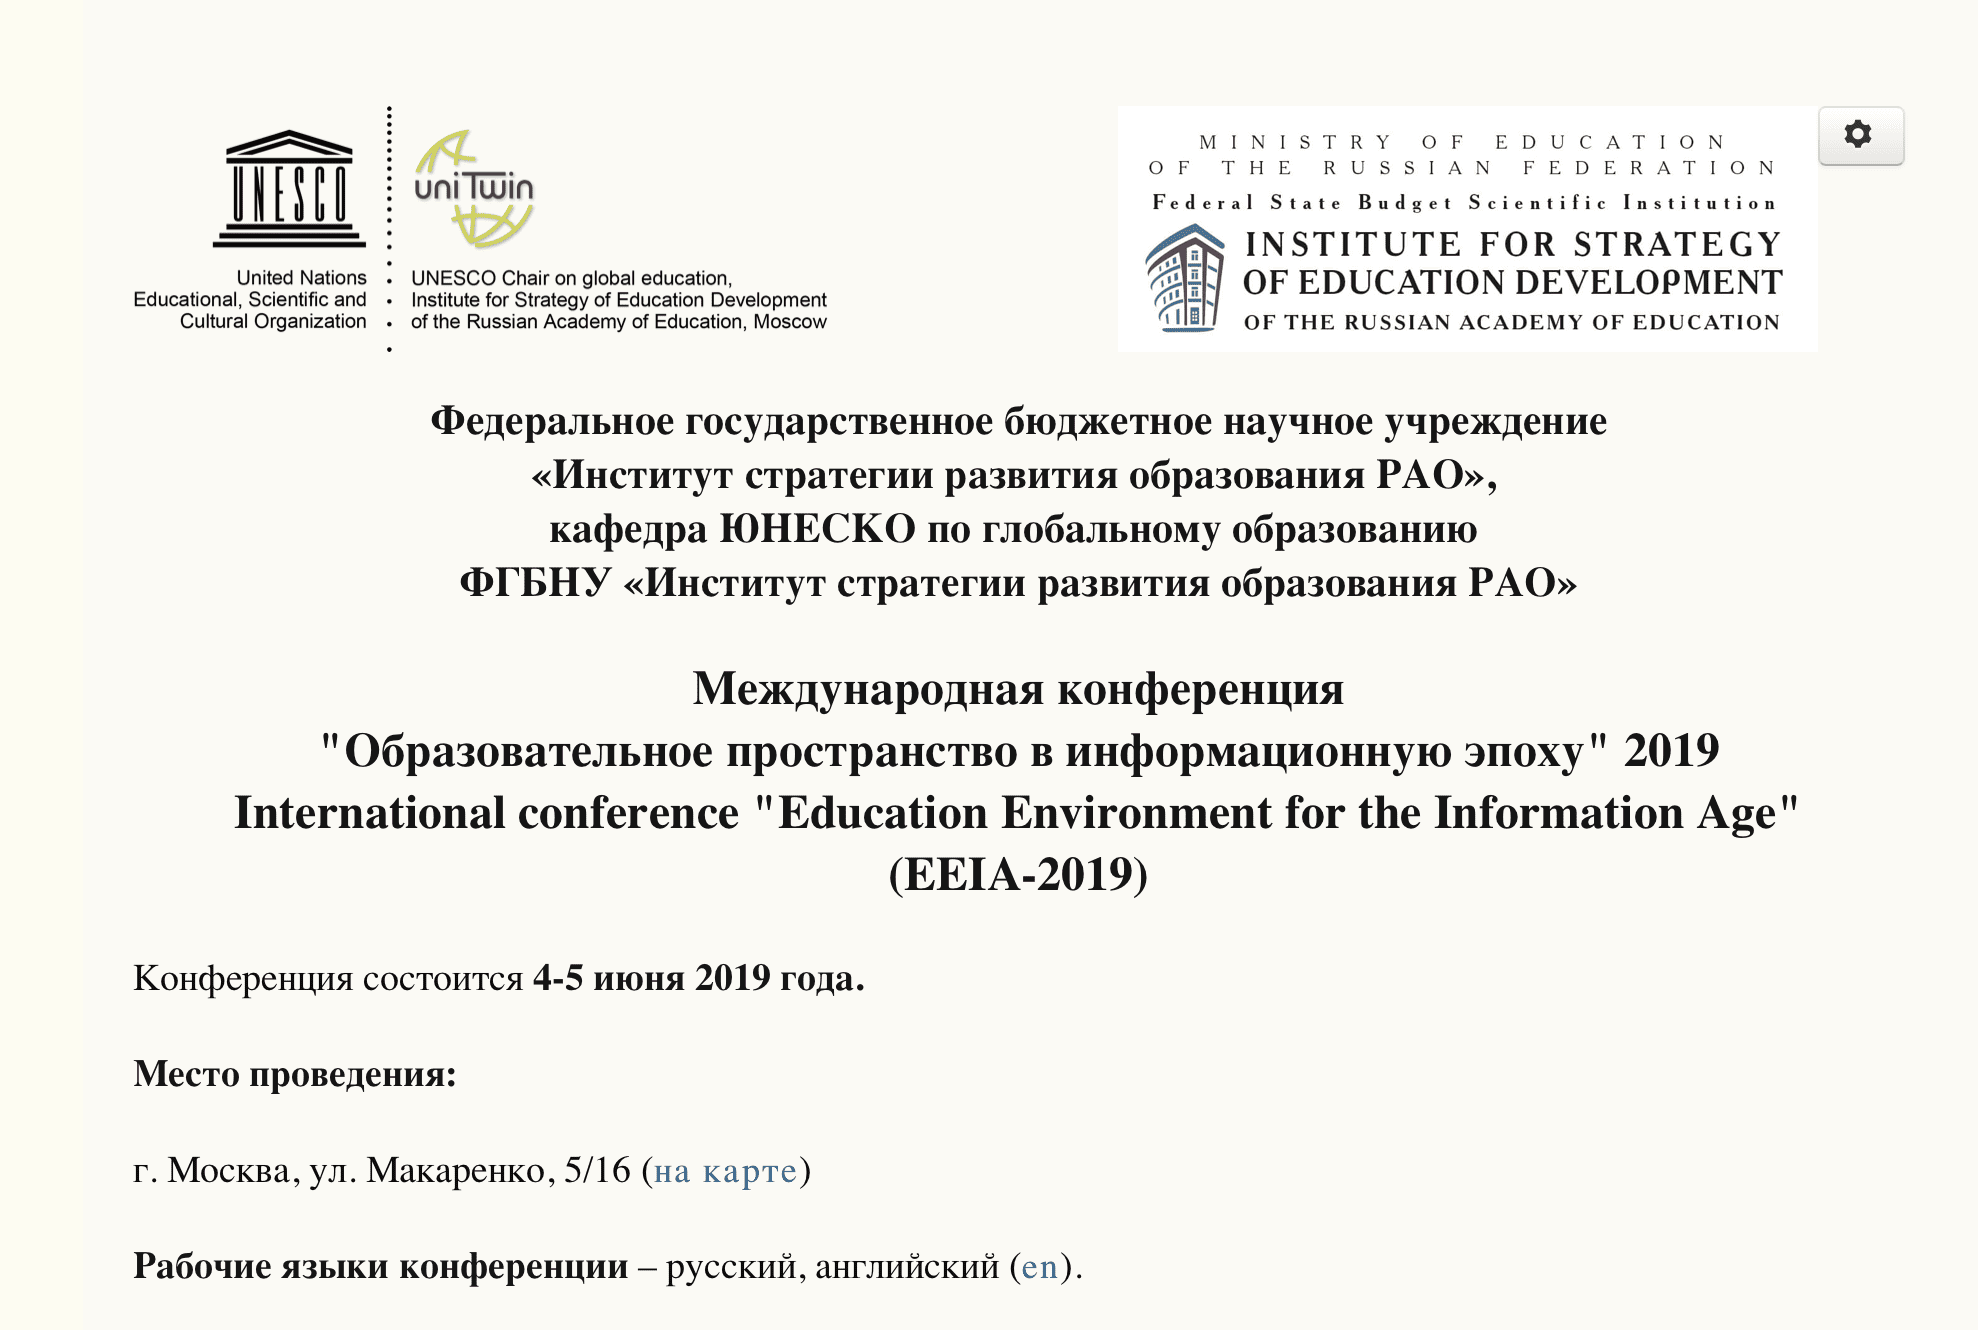 UNESCO
uniTwin
United Nations
Educational, Scientific and
Cultural Organization
UNESCO Chair on global education,
Institute for Strategy of Education Development
of the Russian Academy of Education, Moscow
MINISTRY OF EDUCATION
OF THE RUSSIAN FEDERATION
Federal State Budget Scientific Institution
INSTITUTE FOR STRATEGY
OF EDUCATION DEVELOPMENT
OF THE RUSSIAN ACADEMY OF EDUCATION
Федеральное государственное бюджетное научное учреждение
«Институт стратегии развития образования РАО»,
кафедра ЮНЕСКО по глобальному образованию
ФГБНУ «Институт стратегии развития образования РАО»
Международная конференция
"Образовательное пространство в информационную эпоху" 2019
International conference "Education Environment for the Information Age"
(EEIA-2019)
Конференция состоится 4-5 июня 2019 года.
Место проведения:
г. Москва, ул. Макаренко, 5/16 (на карте)
Рабочие языки конференции – русский, английский (en).